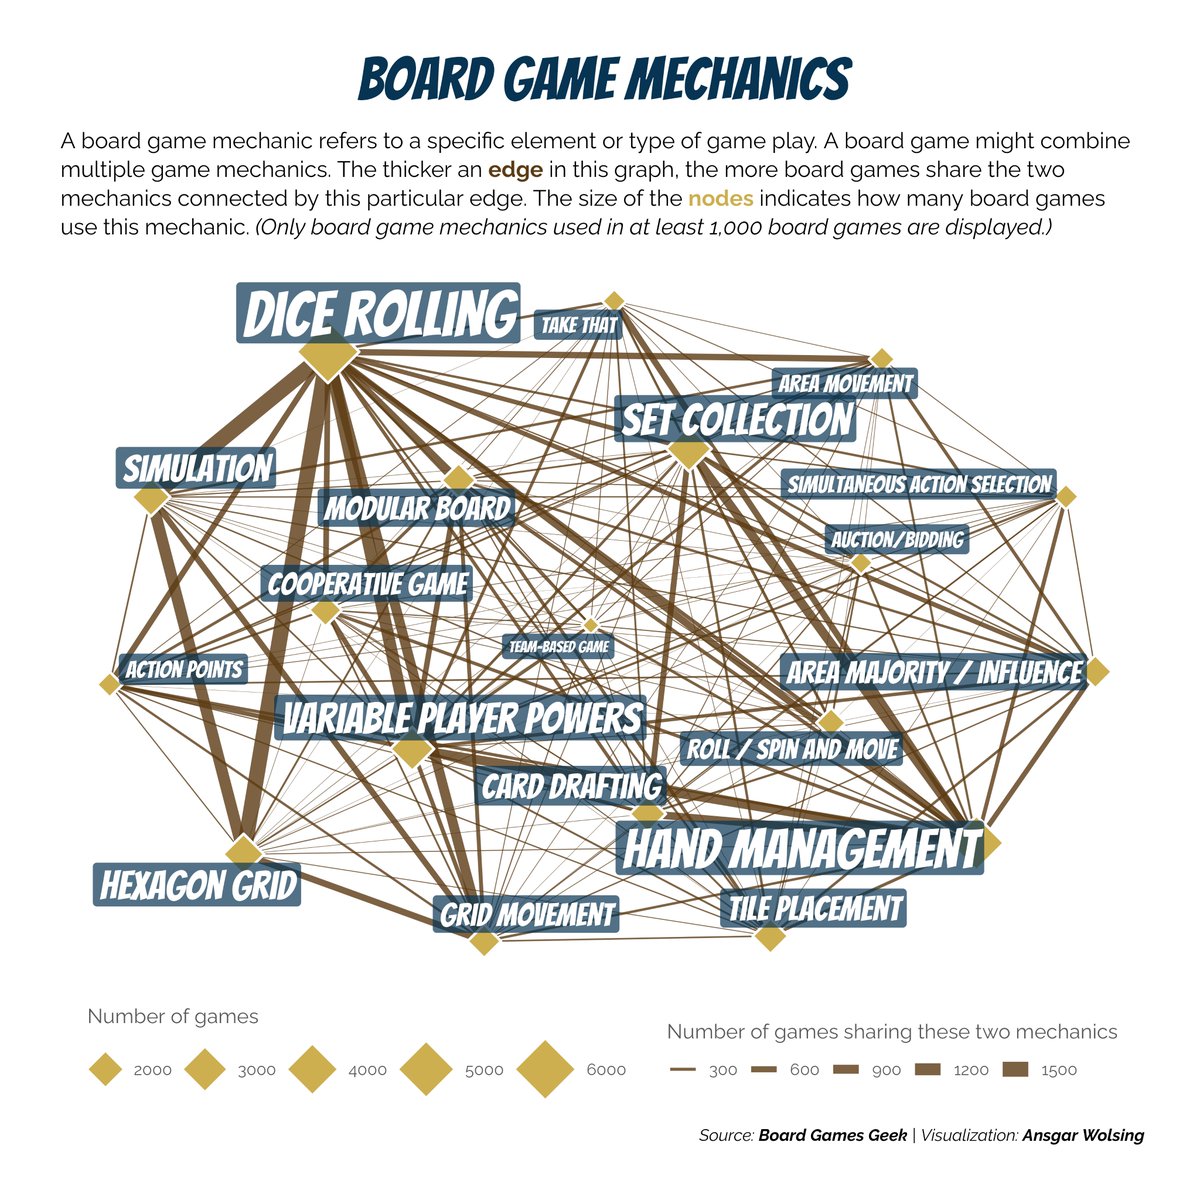 BOARD GAME MECHANICS
A board game mechanic refers to a specific element or type of game play. A board game might combine
multiple game mechanics. The thicker an edge in this graph, the more board games share the two
mechanics connected by this particular edge. The size of the nodes indicates how many board games
use this mechanic. (Only board game mechanics used in at least 1,000 board games are displayed.)
DICE ROLLING
TAKE THAT
AREA MOVEMENT
SET COLLECTION
SIMULATION
SIMULTANEOUS ACTION SELECTION
MODULAR BOARD
AUCTION/BIDDING
COOPERATIVE GAME
TEAM-BASED GAME
ACTION POINTS
AREA MAJORITY / INFLUENCE
VARIABLE PLAYER POWERS
ROLL / SPIN AND MOVE
CARD DRAFTING
HAND MANAGEMENT
HEXAGON GRID
TILE PLACEMENT
GRID MOVEMENT
Number of games
2000 3000 4000 5000 6000
Number of games sharing these two mechanics
300 600 900 1200 1500
Source: Board Games Geek | Visualization: Ansgar Wolsing